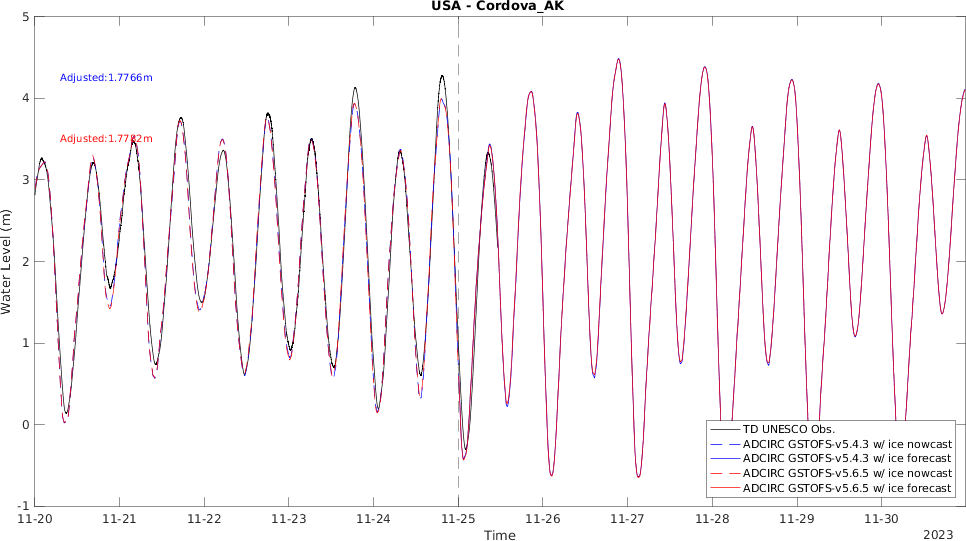 USA - Cordova_AK
5
4
3
2
1
0
-1
Water Level (m)
Adjusted:1.7766m
Adjusted:1.7792m
TD UNESCO Obs.
ADCIRC GSTOFS-v5.4.3 w/ ice nowcast
ADCIRC GSTOFS-v5.4.3 w/ ice forecast
ADCIRC GSTOFS-v5.6.5 w/ ice nowcast
ADCIRC GSTOFS-v5.6.5 w/ ice forecast
11-20 11-21 11-22 11-23 11-24 11-25 11-26 11-27 11-28 11-29 11-30
Time
2023